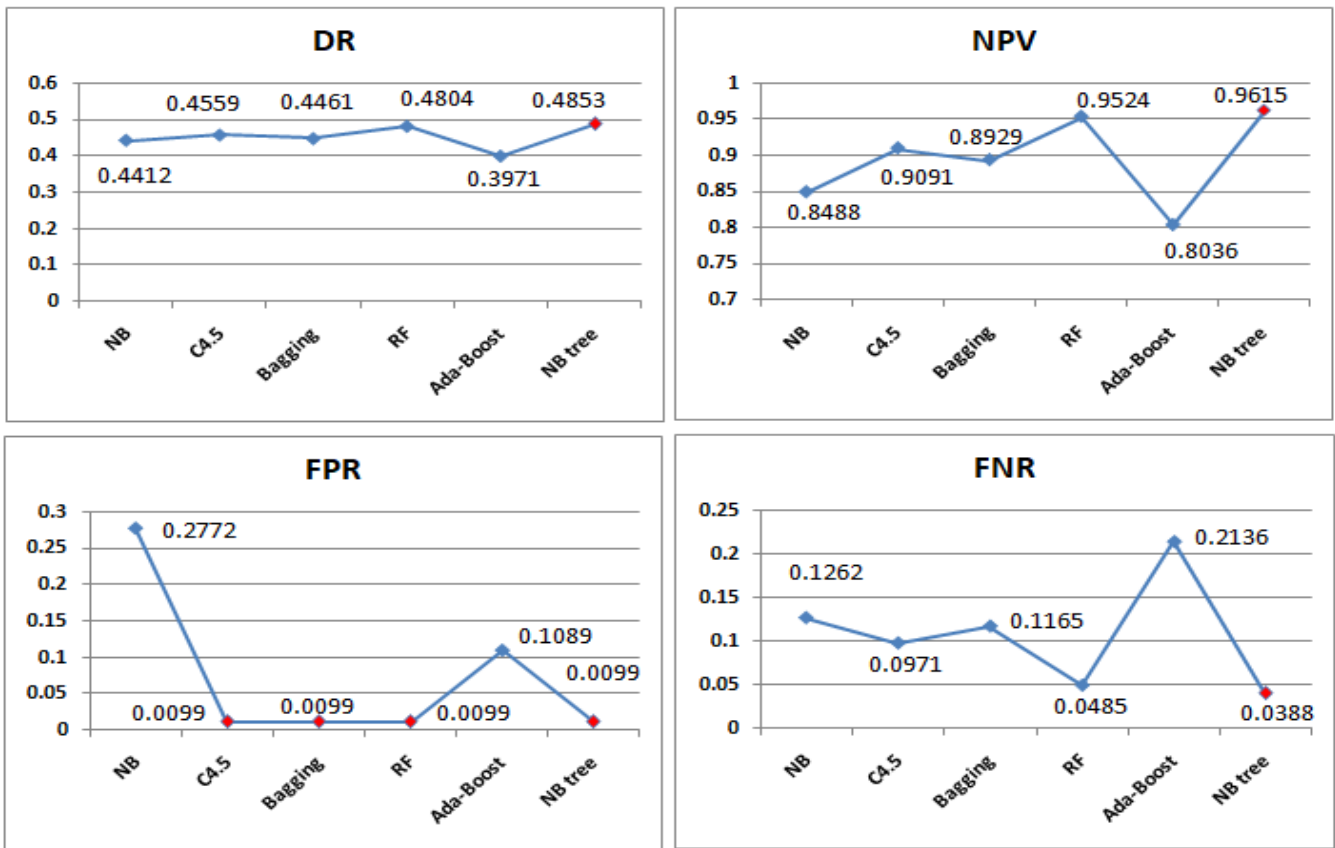 DR
0.6
0.5
0.4
0.3
0.2
0.1
0
0.4412
0.4559
0.4461
0.4804
0.3971
0.4853
NB
C4.5
Bagging
RF
Ada-Boost
NB tree
NPV
1
0.95
0.9
0.85
0.8
0.75
0.7
0.8488
0.9091
0.8929
0.9524
0.8036
0.9615
NB
C4.5
Bagging
RF
Ada-Boost
NB tree
FPR
0.3
0.25
0.2
0.15
0.1
0.05
0
0.2772
0.0099
0.0099
0.0099
0.1089
0.0099
NB
C4.5
Bagging
RF
Ada-Boost
NB tree
FNR
0.25
0.2
0.15
0.1
0.05
0
0.1262
0.0971
0.1165
0.0485
0.2136
0.0388
NB
C4.5
Bagging
RF
Ada-Boost
NB tree